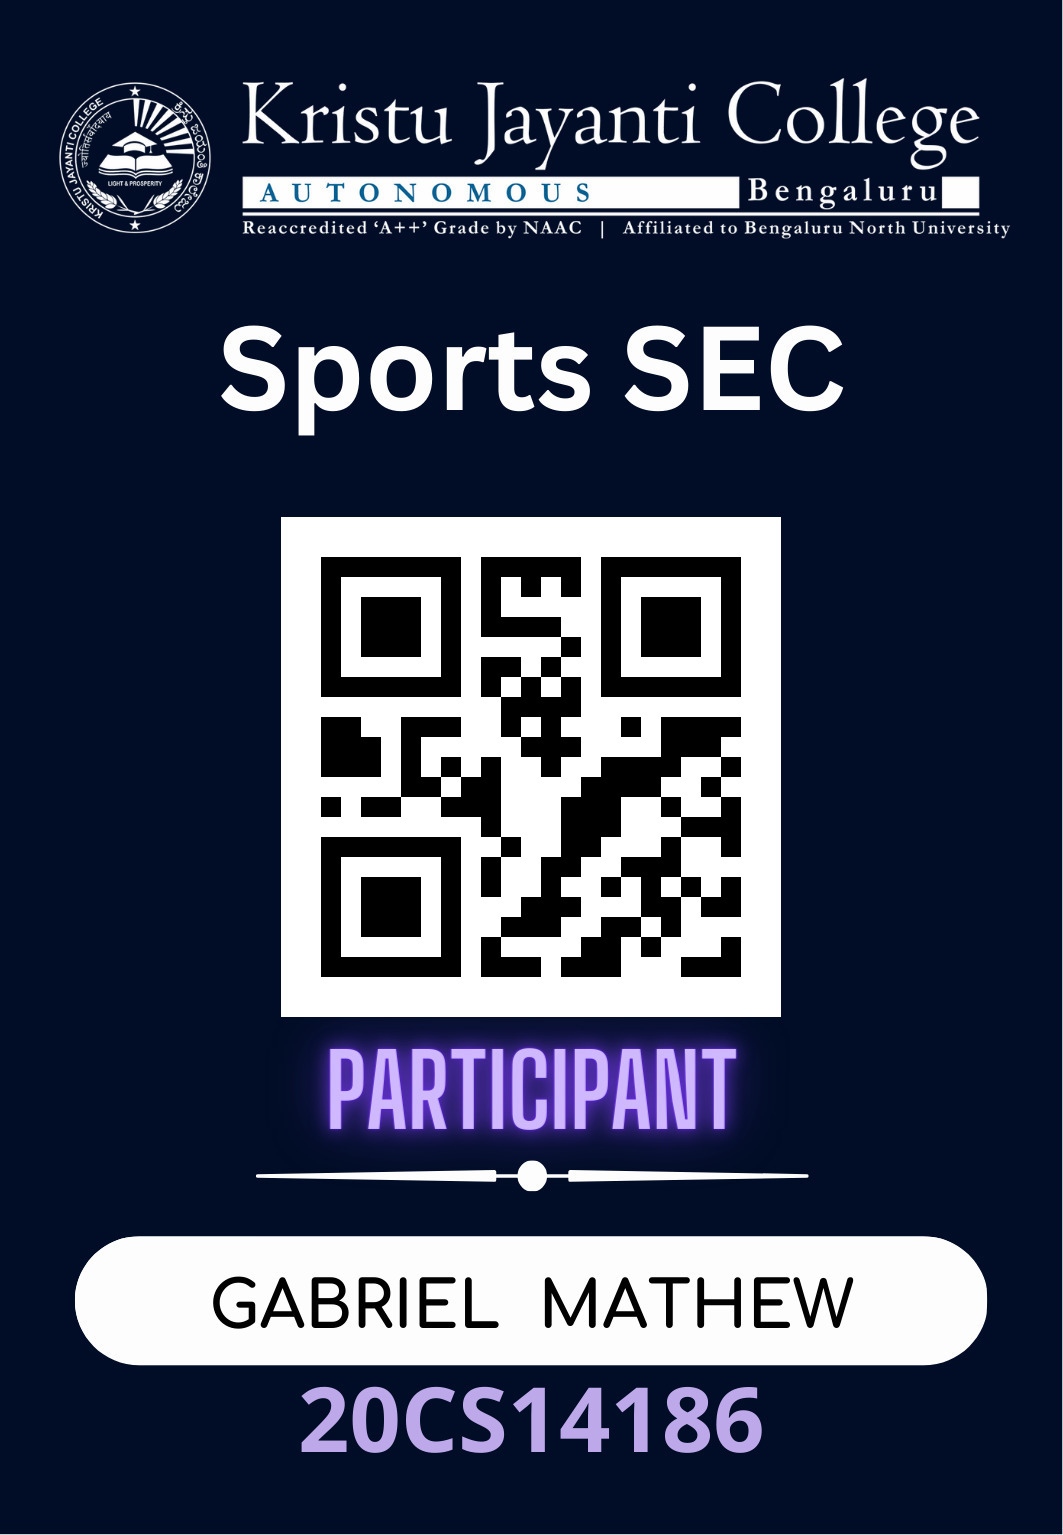 KRISTU JAYANTI COLLEGE
ಕ್ರಿಸ್ತು ಜಯಂತಿ ಕಾಲೇಜು
LIGHT & PROSPERITY
Kristu Jayanti College
AUTONOMOUS Bengaluru
Reaccredited ‘A++’ Grade by NAAC | Affiliated to Bengaluru North University
Sports SEC
PARTICIPANT
GABRIEL MATHEW
20CS14186